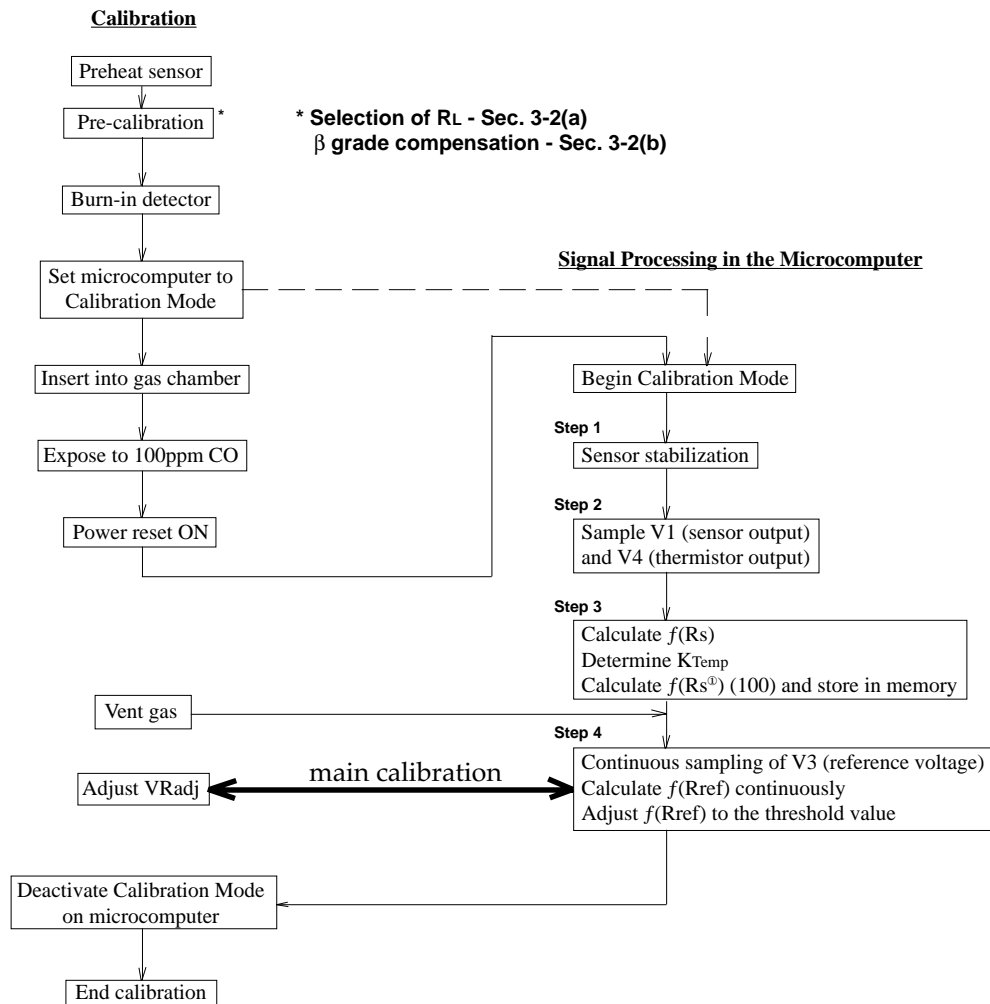 Calibration
Preheat sensor
Pre-calibration *
* Selection of RL - Sec. 3-2(a)
β grade compensation - Sec. 3-2(b)
Burn-in detector
Set microcomputer to
Calibration Mode
Insert into gas chamber
Expose to 100ppm CO
Power reset ON
Signal Processing in the Microcomputer
Begin Calibration Mode
Step 1
Sensor stabilization
Step 2
Sample V1 (sensor output)
and V4 (thermistor output)
Step 3
Calculate ƒ(Rs)
Determine KTemp
Calculate ƒ(Rs①) (100) and store in memory
Vent gas
Step 4
Continuous sampling of V3 (reference voltage)
Calculate ƒ(Rref) continuously
Adjust ƒ(Rref) to the threshold value
main calibration
Adjust VRadj
Deactivate Calibration Mode
on microcomputer
End calibration